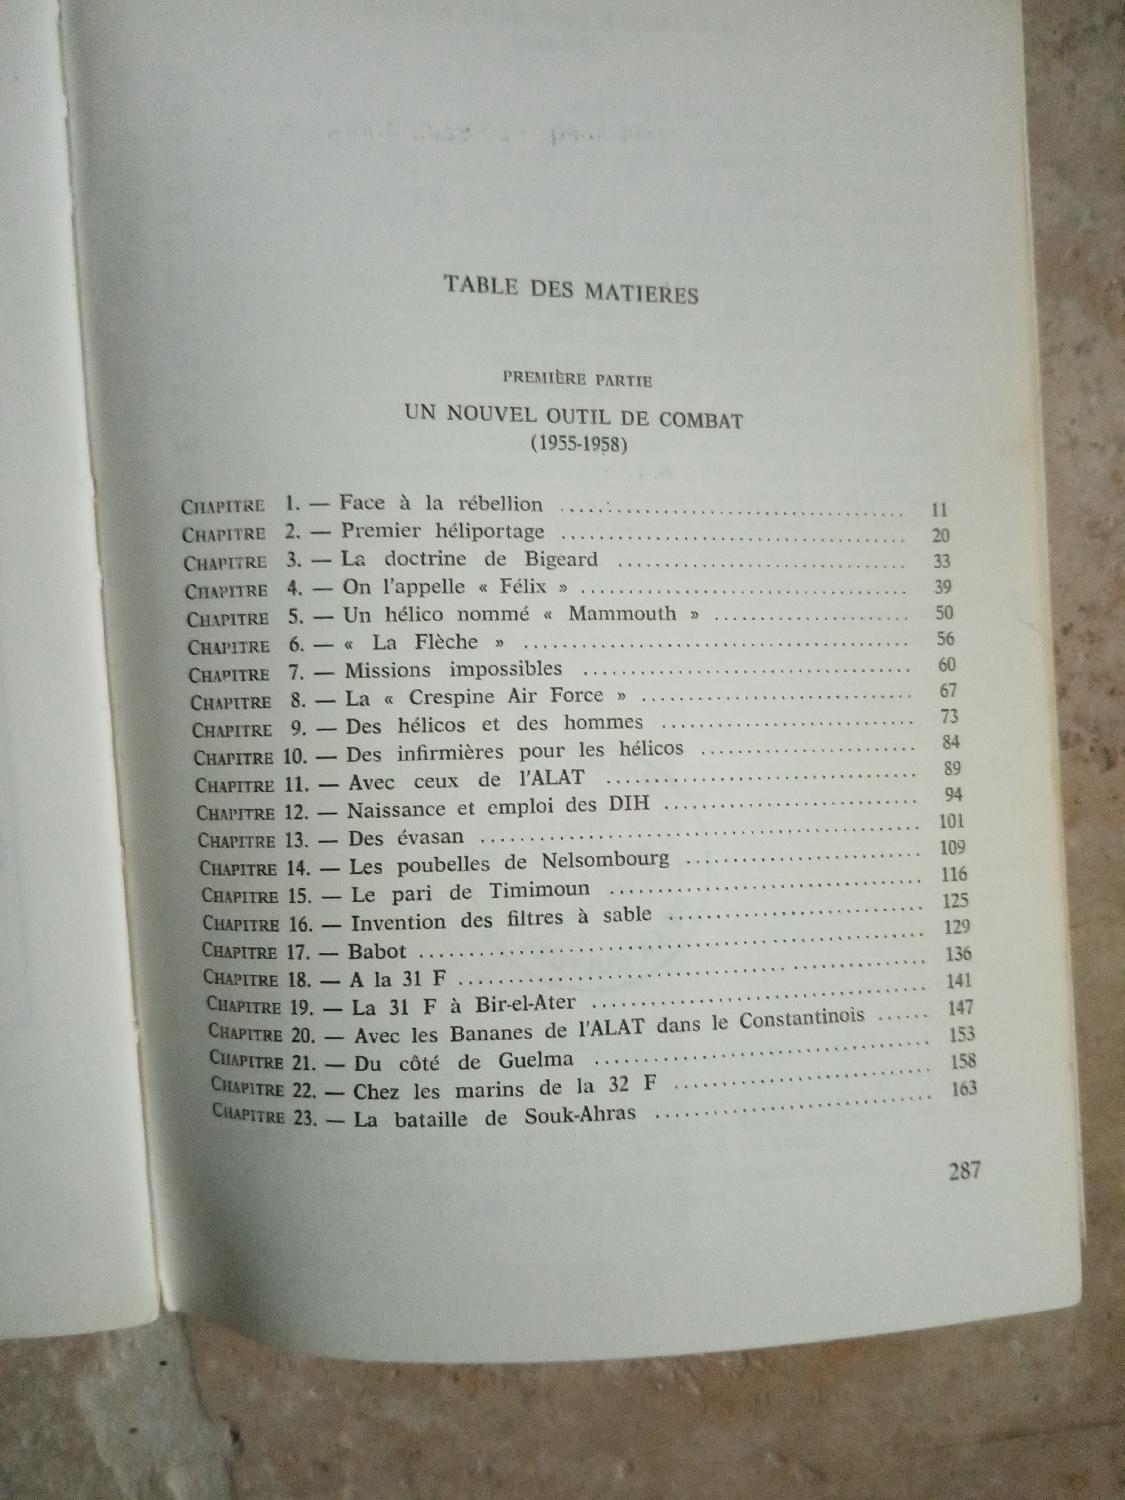 TABLE DES MATIERES
PREMIÈRE PARTIE
UN NOUVEL OUTIL DE COMBAT
(1955-1958)
CHAPITRE 1. — Face à la rébellion .................................... 11
CHAPITRE 2. — Premier héliportage .................................... 20
CHAPITRE 3. — La doctrine de Bigeard .............................. 33
CHAPITRE 4. — On l'appelle « Félix » .................................. 39
CHAPITRE 5. — Un hélico nommé « Mammouth » .................... 50
CHAPITRE 6. — « La Flèche » ........................................ 56
CHAPITRE 7. — Missions impossibles .................................. 60
CHAPITRE 8. — La « Crespine Air Force » ............................ 67
CHAPITRE 9. — Des hélicos et des hommes .......................... 73
CHAPITRE 10. — Des infirmières pour les hélicos ...................... 84
CHAPITRE 11. — Avec ceux de l'ALAT ................................ 89
CHAPITRE 12. — Naissance et emploi des DIH .......................... 94
CHAPITRE 13. — Des évasan ............................................ 101
CHAPITRE 14. — Les poubelles de Nelsombourg ........................ 109
CHAPITRE 15. — Le pari de Timimoun ................................ 116
CHAPITRE 16. — Invention des filtres à sable .......................... 125
CHAPITRE 17. — Babot .................................................. 129
CHAPITRE 18. — A la 31 F .............................................. 136
CHAPITRE 19. — La 31 F à Bir-el-Ater .................................. 141
CHAPITRE 20. — Avec les Bananes de l'ALAT dans le Constantinois ...... 147
CHAPITRE 21. — Du côté de Guelma .................................. 153
CHAPITRE 22. — Chez les marins de la 32 F .......................... 158
CHAPITRE 23. — La bataille de Souk-Ahras ............................ 163
287